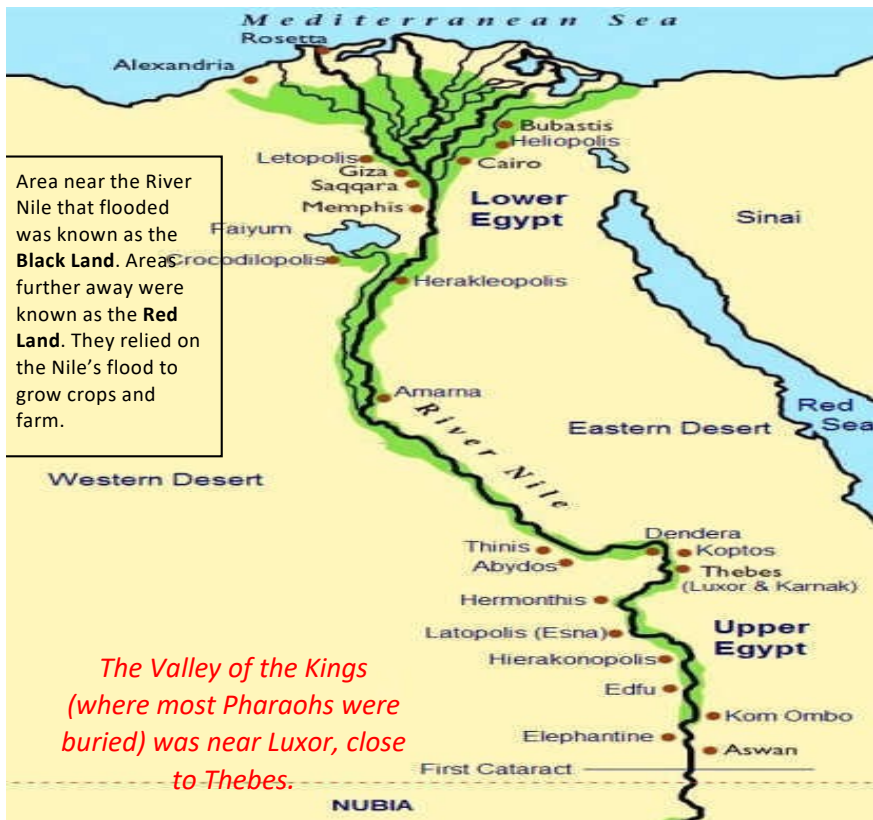 Mediterranean Sea
Rosetta
Alexandria
Bubastis
Heliopolis
Letopolis
Cairo
Giza
Saqqara
Memphis
Lower
Egypt
Sinai
Faiyum
Crocodilopolis
Herakleopolis
Area near the River
Nile that flooded
was known as the
Black Land. Areas
further away were
known as the Red
Land. They relied on
the Nile’s flood to
grow crops and
farm.
Amarna
River Nile
Red
Sea
Eastern Desert
Western Desert
Dendera
Thinis
Koptos
Abydos
Thebes
(Luxor & Karnak)
Hermonthis
Latopolis (Esna)
Upper
Egypt
Hierakonopolis
Edfu
Kom Ombo
Elephantine
Aswan
First Cataract
The Valley of the Kings
(where most Pharaohs were
buried) was near Luxor, close
to Thebes.
NUBIA